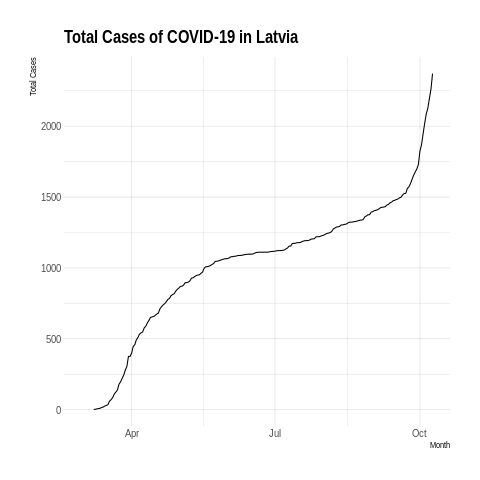 Total Cases of COVID-19 in Latvia
Total Cases
2000
1500
1000
500
0
Apr
Jul
Oct
Month